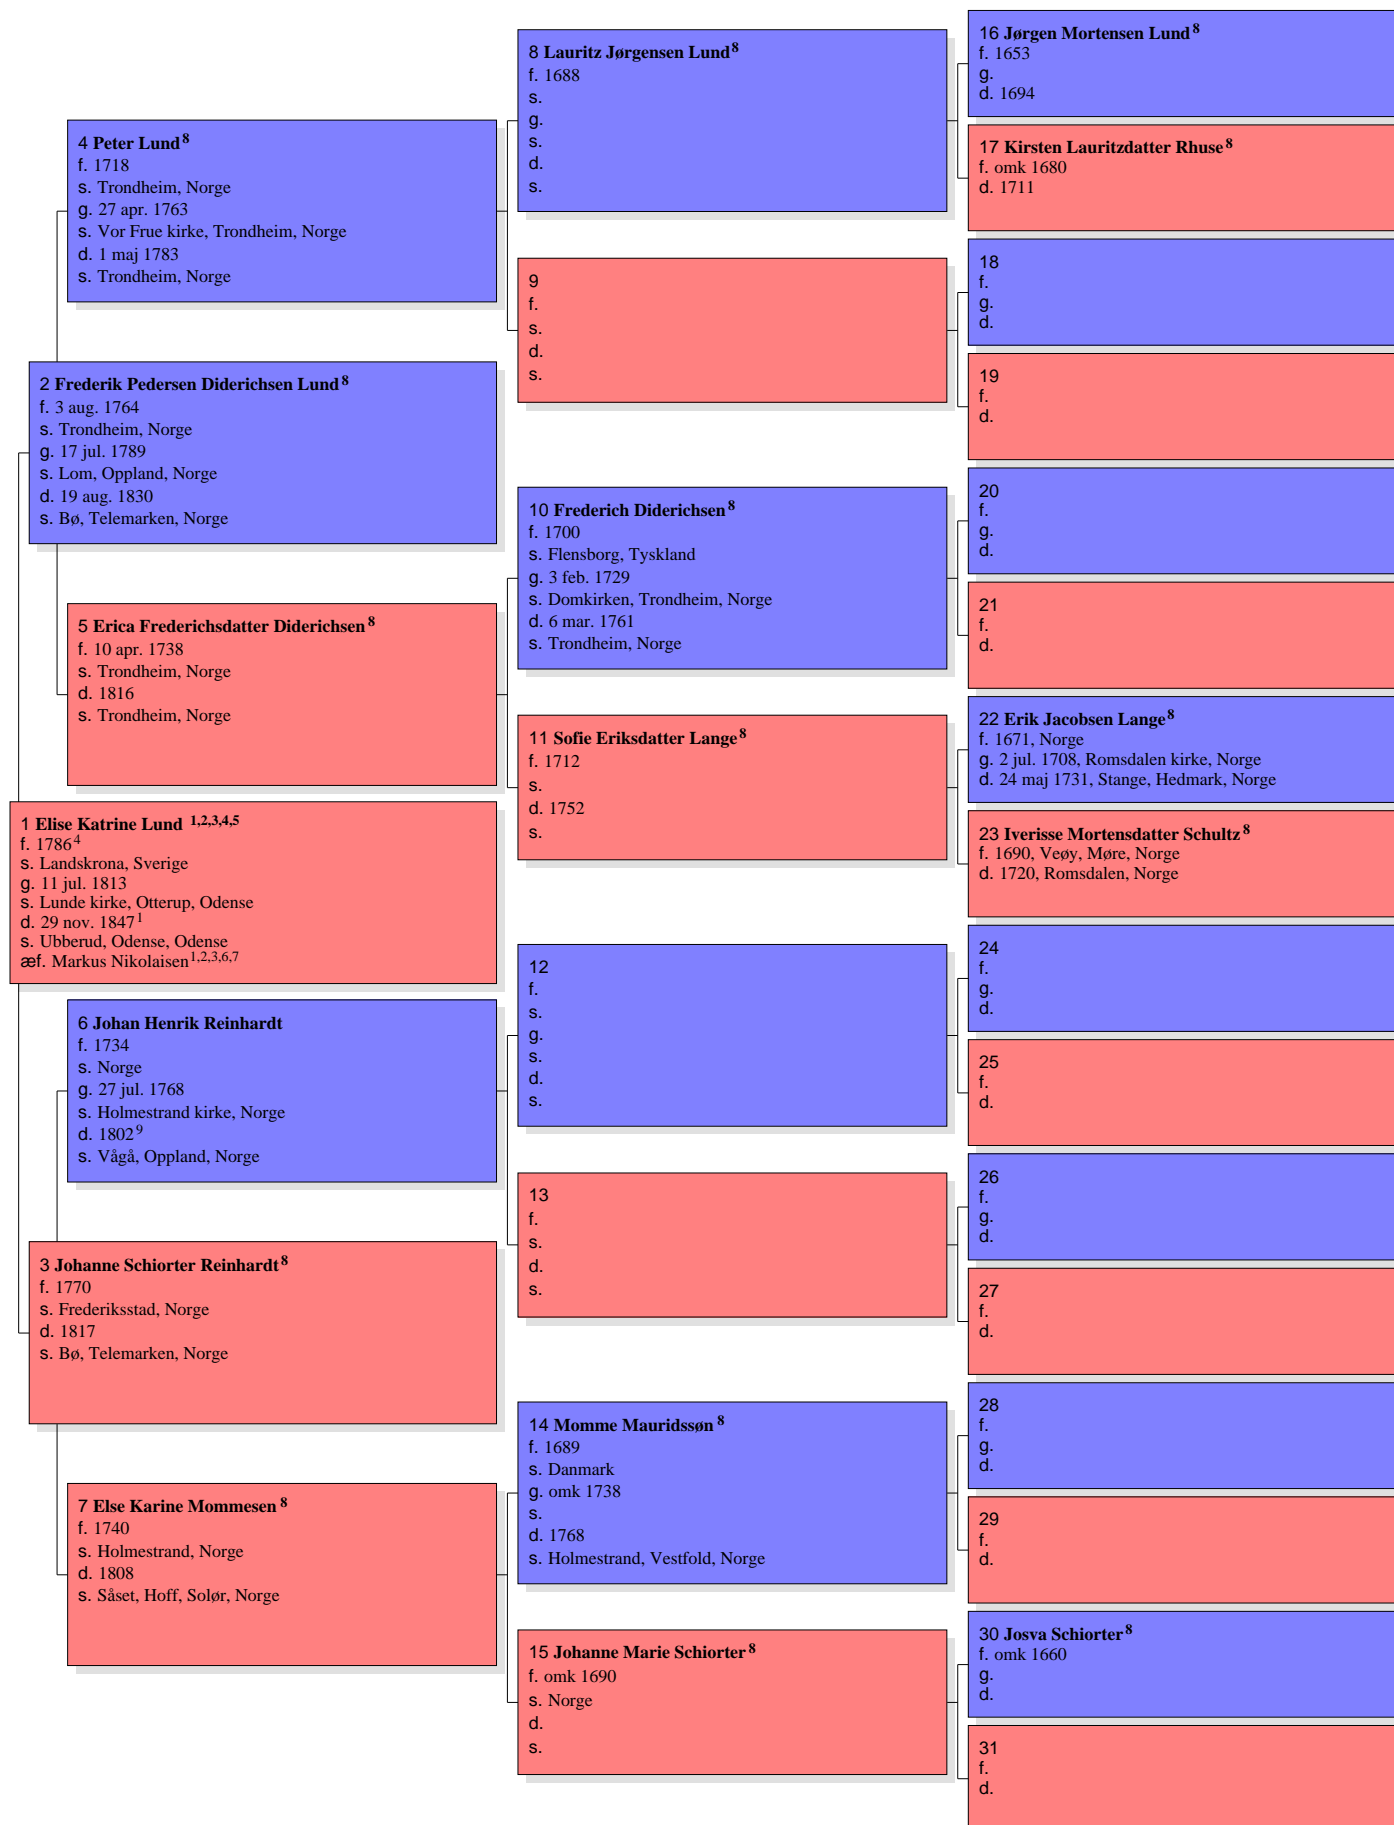 16 Jørgen Mortensen Lund8
f. 1653
g.
d. 1694
8 Lauritz Jørgensen Lund8
f. 1688
s.
g.
s.
d.
s.
17 Kirsten Lauritzdatter Rhuse8
f. omk 1680
d. 1711
4 Peter Lund8
f. 1718
s. Trondheim, Norge
g. 27 apr. 1763
s. Vor Frue kirke, Trondheim, Norge
d. 1 maj 1783
s. Trondheim, Norge
18
f.
g.
d.
9
f.
s.
d.
s.
19
f.
d.
2 Frederik Pedersen Diderichsen Lund8
f. 3 aug. 1764
s. Trondheim, Norge
g. 17 jul. 1789
s. Lom, Oppland, Norge
d. 19 aug. 1830
s. Bø, Telemarken, Norge
20
f.
g.
d.
10 Frederich Diderichsen8
f. 1700
s. Flensborg, Tyskland
g. 3 feb. 1729
s. Domkirken, Trondheim, Norge
d. 6 mar. 1761
s. Trondheim, Norge
21
f.
d.
5 Erica Frederichsdatter Diderichsen8
f. 10 apr. 1738
s. Trondheim, Norge
d. 1816
s. Trondheim, Norge
22 Erik Jacobsen Lange8
f. 1671, Norge
g. 2 jul. 1708, Romsdalen kirke, Norge
d. 24 maj 1731, Stange, Hedmark, Norge
11 Sofie Eriksdatter Lange8
f. 1712
s.
d. 1752
s.
23 Iverisse Mortensdatter Schultz8
f. 1690, Veøy, Møre, Norge
d. 1720, Romsdalen, Norge
1 Elise Katrine Lund 1,2,3,4,5
f. 17864
s. Landskrona, Sverige
g. 11 jul. 1813
s. Lunde kirke, Otterup, Odense
d. 29 nov. 18471
s. Ubberud, Odense, Odense
æf. Markus Nikolaisen1,2,3,6,7
24
f.
g.
d.
12
f.
s.
g.
s.
d.
s.
25
f.
d.
6 Johan Henrik Reinhardt
f. 1734
s. Norge
g. 27 jul. 1768
s. Holmestrand kirke, Norge
d. 18029
s. Vågå, Oppland, Norge
26
f.
g.
d.
13
f.
s.
d.
s.
27
f.
d.
3 Johanne Schiorter Reinhardt8
f. 1770
s. Frederiksstad, Norge
d. 1817
s. Bø, Telemarken, Norge
28
f.
g.
d.
14 Momme Mauridssøn8
f. 1689
s. Danmark
g. omk 1738
s.
d. 1768
s. Holmestrand, Vestfold, Norge
29
f.
d.
7 Else Karine Mommesen8
f. 1740
s. Holmestrand, Norge
d. 1808
s. Såset, Hoff, Solør, Norge
30 Josva Schiorter8
f. omk 1660
g.
d.
15 Johanne Marie Schiorter8
f. omk 1690
s. Norge
d.
s.
31
f.
d.